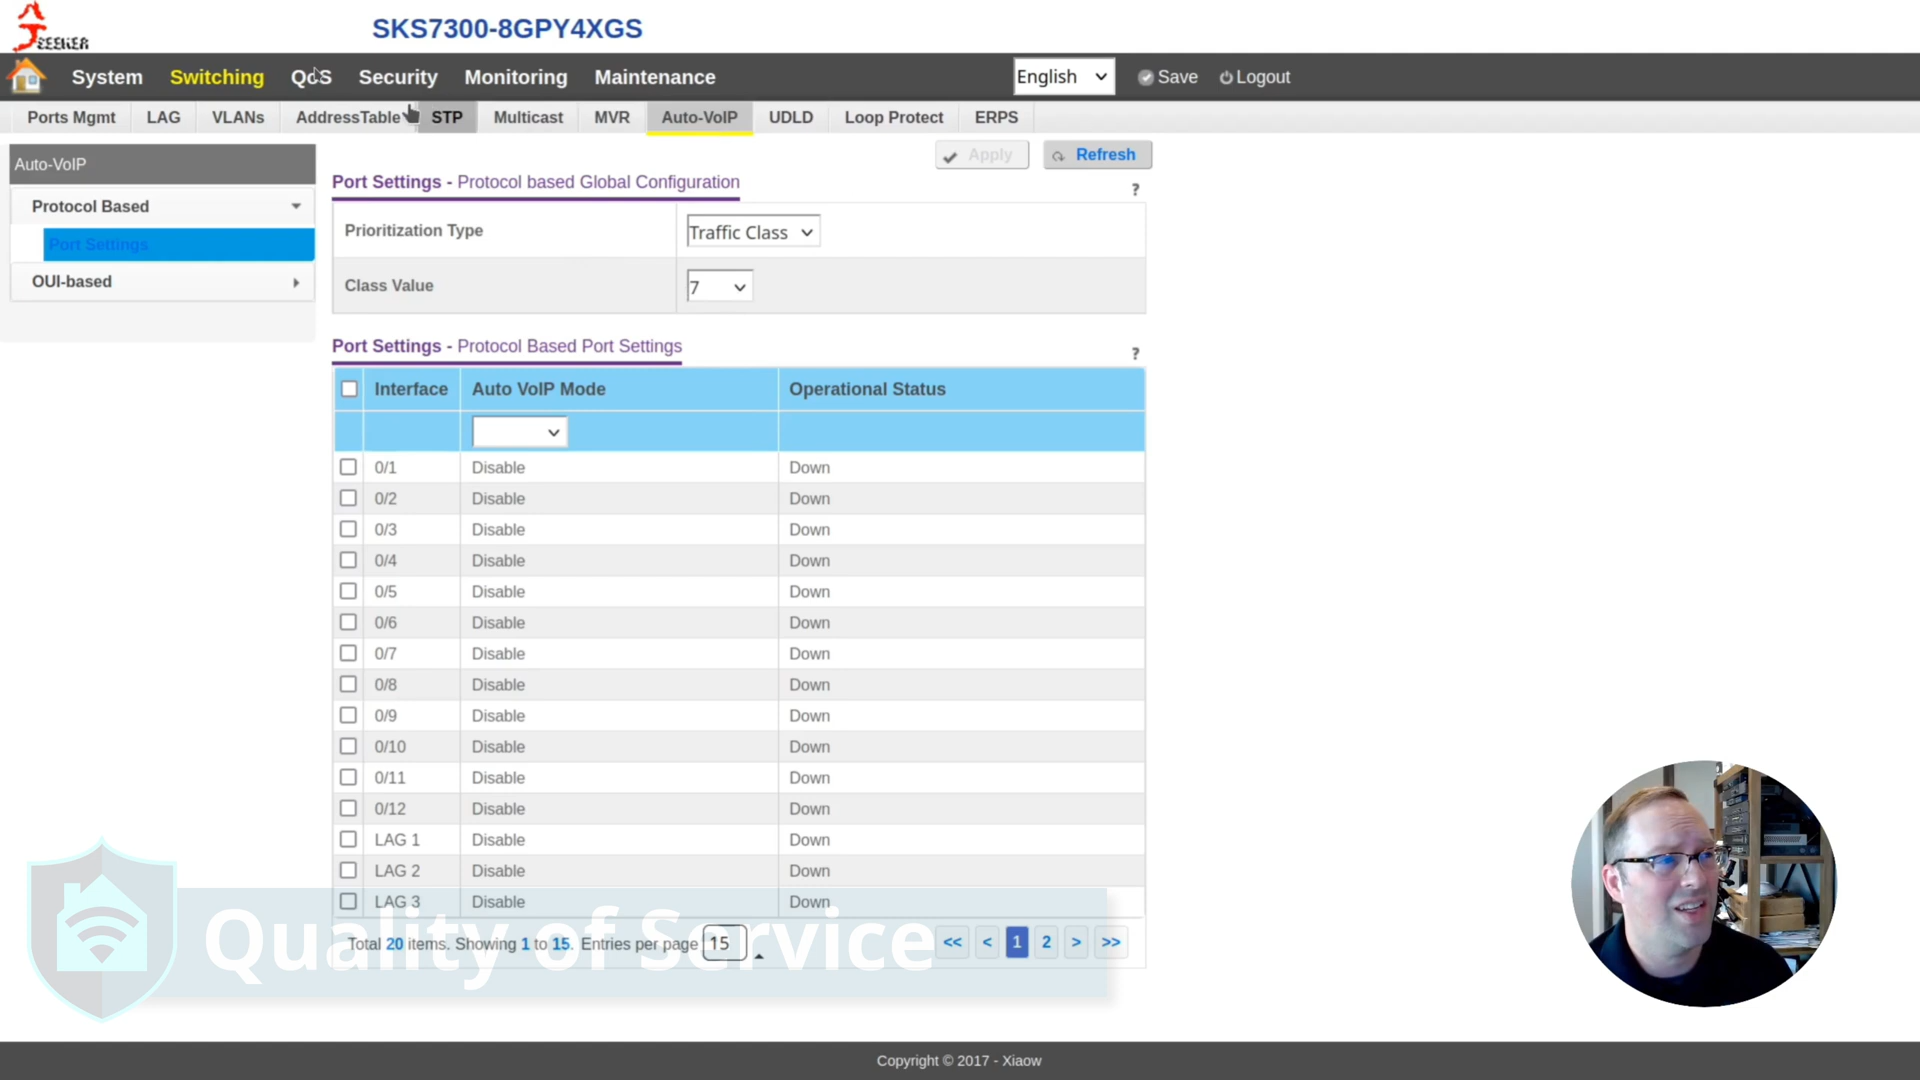 SEEKER
SKS7300-8GPY4XGS
System Switching QoS Security Monitoring Maintenance English Save Logout
Ports Mgmt LAG VLANs AddressTable STP Multicast MVR Auto-VoIP UDLD Loop Protect ERPS
Auto-VoIP
Protocol Based
Port Settings
OUI-based
Apply Refresh
Port Settings - Protocol based Global Configuration ?
Prioritization Type Traffic Class
Class Value 7
Port Settings - Protocol Based Port Settings ?
Interface Auto VoIP Mode Operational Status
0/1 Disable Down
0/2 Disable Down
0/3 Disable Down
0/4 Disable Down
0/5 Disable Down
0/6 Disable Down
0/7 Disable Down
0/8 Disable Down
0/9 Disable Down
0/10 Disable Down
0/11 Disable Down
0/12 Disable Down
LAG 1 Disable Down
LAG 2 Disable Down
LAG 3 Disable Down
Total 20 items. Showing 1 to 15. Entries per page 15 << < 1 2 > >>
Quality of Service
Copyright © 2017 - Xiaow